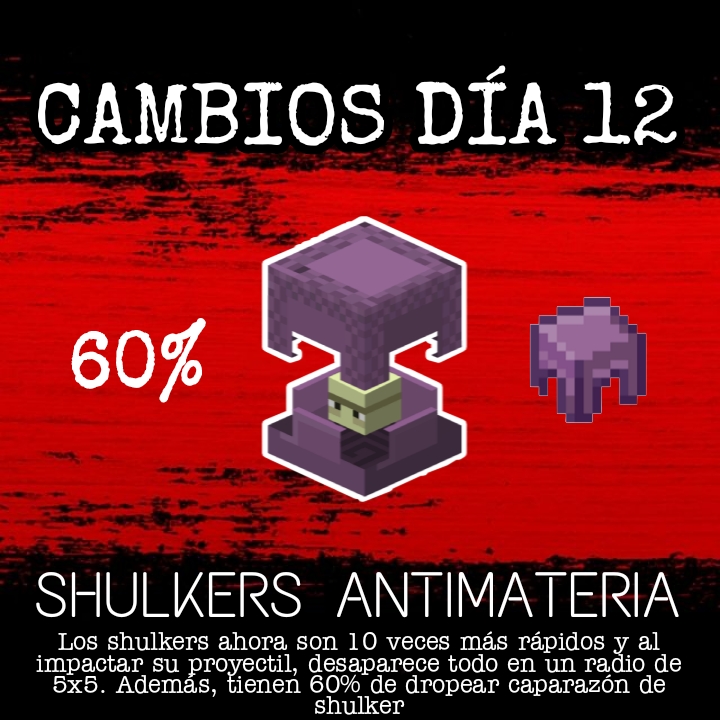 CAMBIOS DÍA 12
60%
SHULKERS ANTIMATERIA
Los shulkers ahora son 10 veces más rápidos y al
impactar su proyectil, desaparece todo en un radio de
5x5. Además, tienen 60% de dropear caparazón de
shulker